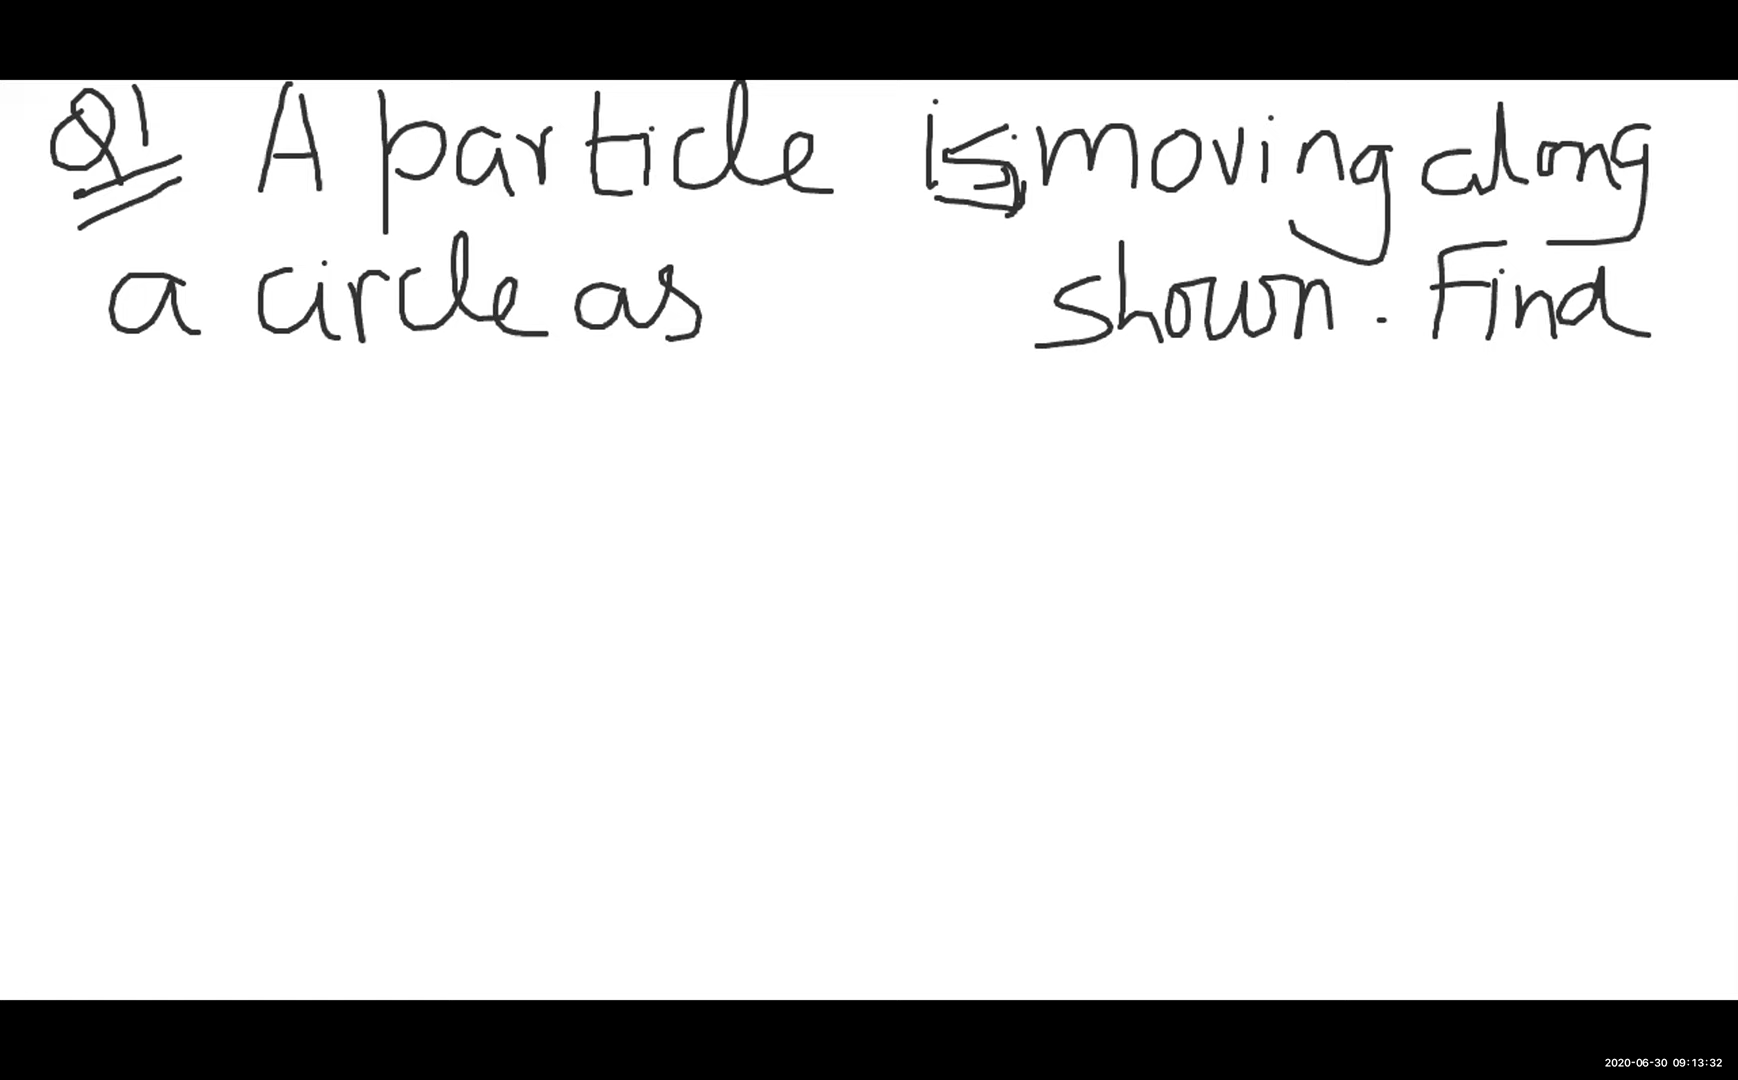 Q1 A particle is moving along
a circle as shown. Find
2020-06-30 09:13:32